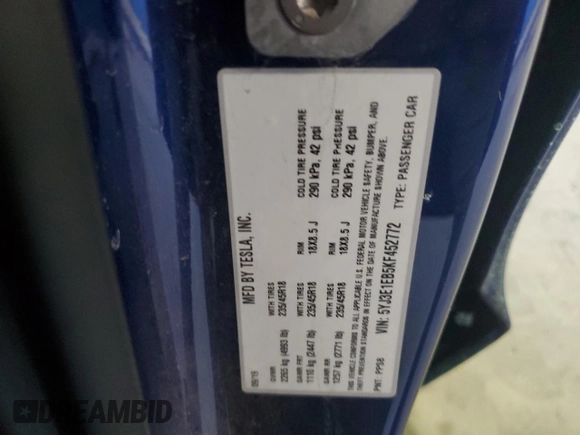 MFD BY TESLA, INC.
09/19
GVWR WITH TIRES RIM COLD TIRE PRESSURE
2265 kg (4993 lb) 235/45R18 18X8.5 J 290 kPa, 42 psi
GAWR FRT WITH TIRES RIM COLD TIRE PRESSURE
1110 kg (2447 lb) 235/45R18 18X8.5 J 290 kPa, 42 psi
GAWR RR
1257 kg (2771 lb) 235/45R18
THIS VEHICLE CONFORMS TO ALL APPLICABLE U.S. FEDERAL MOTOR VEHICLE SAFETY, BUMPER, AND
THEFT PREVENTION STANDARDS IN EFFECT ON THE DATE OF MANUFACTURE SHOWN ABOVE.
PNT: PPSB VIN: 5YJ3E1EB5KF452772 TYPE: PASSENGER CAR
DREAMBID